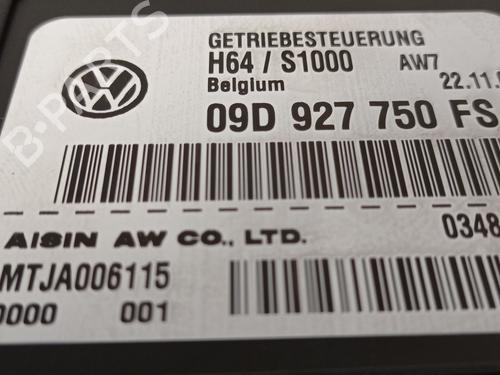 GETRIEBESTEUERUNG
H64 / S1000 AW7
Belgium 22.11.
09D 927 750 FS
AISIN AW CO., LTD. 0348
MTJA006115
0000 001
B-PARTS